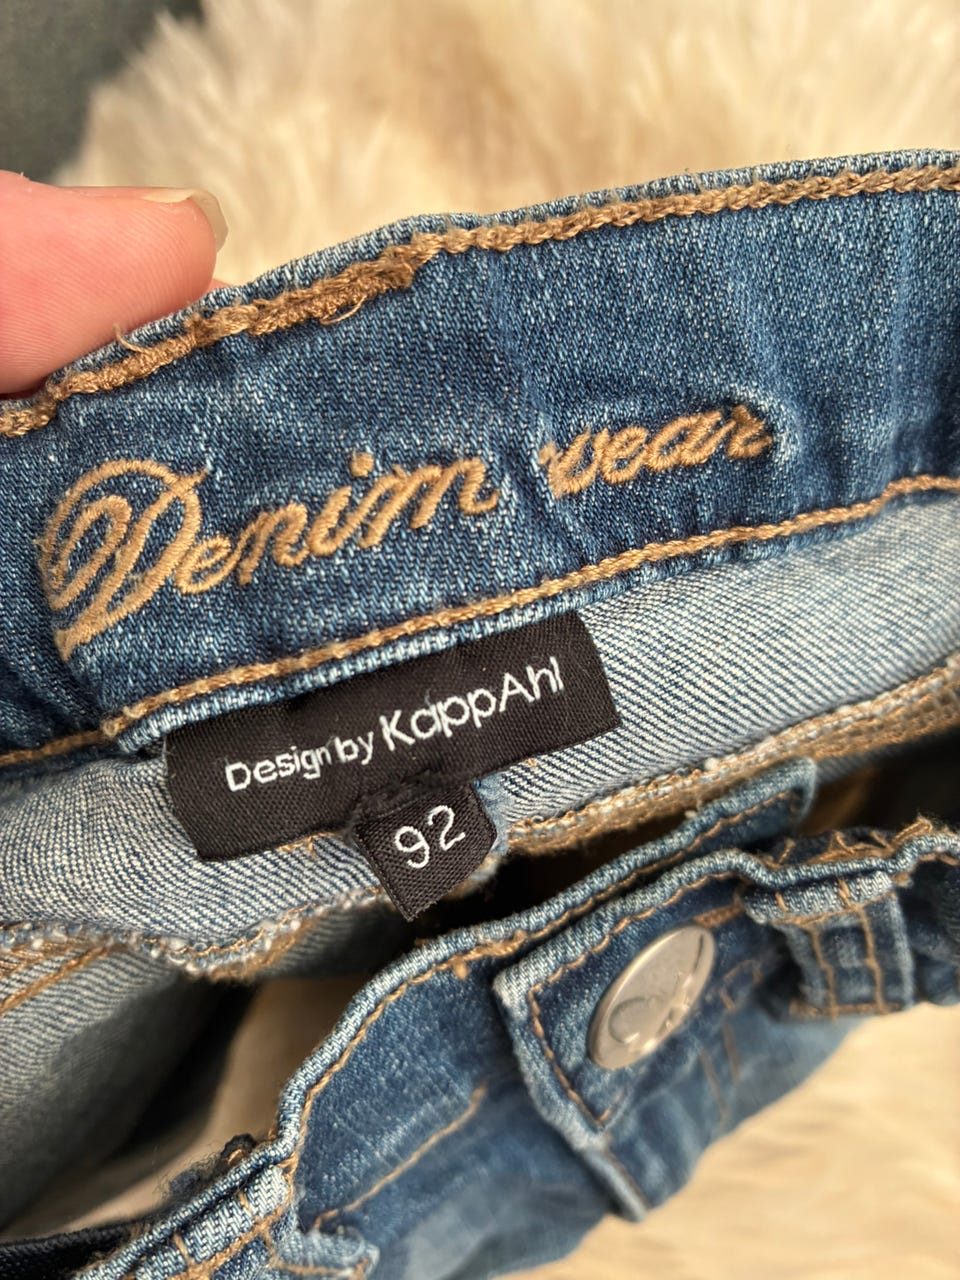 Denim wear
Design by KappAhl
92